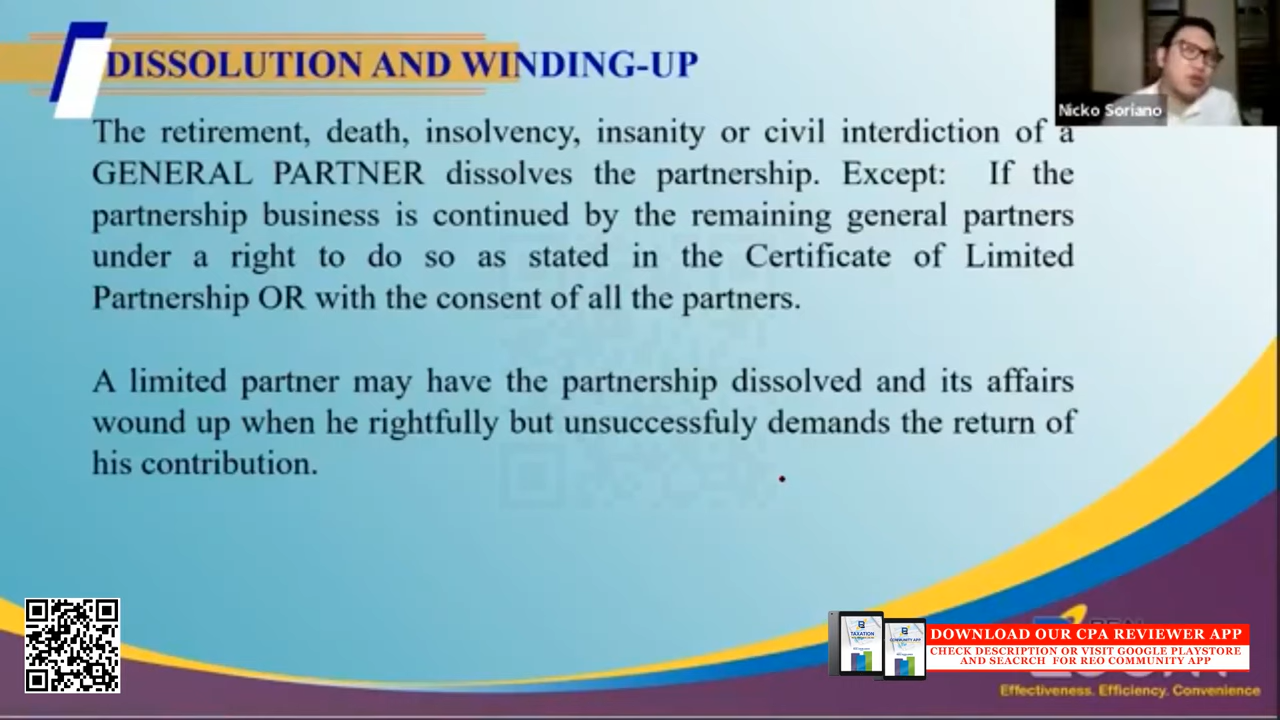 DISSOLUTION AND WINDING-UP
Nicko Soriano
The retirement, death, insolvency, insanity or civil interdiction of a
GENERAL PARTNER dissolves the partnership. Except: If the
partnership business is continued by the remaining general partners
under a right to do so as stated in the Certificate of Limited
Partnership OR with the consent of all the partners.
A limited partner may have the partnership dissolved and its affairs
wound up when he rightfully but unsuccessfuly demands the return of
his contribution.
TAXATION
COMMUNITY APP
DOWNLOAD OUR CPA REVIEWER APP
CHECK DESCRIPTION OR VISIT GOOGLE PLAYSTORE
AND SEACRCH FOR REO COMMUNITY APP
Effectiveness. Efficiency. Convenience